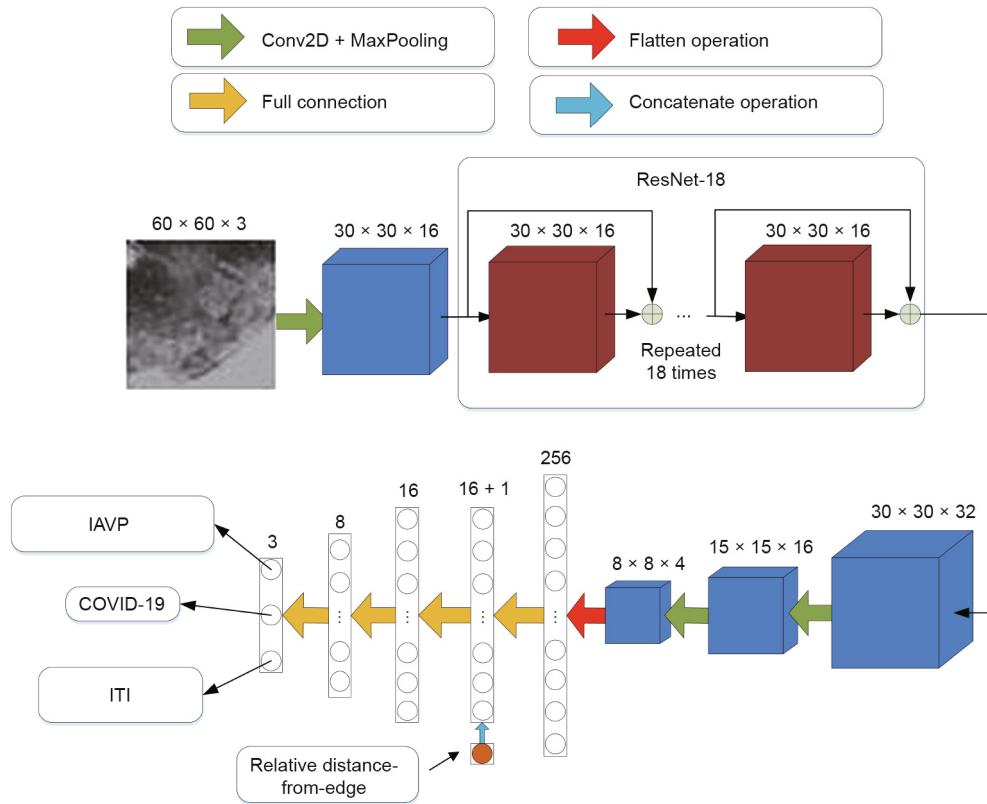 Conv2D + MaxPooling
Flatten operation
Full connection
Concatenate operation
ResNet-18
60 × 60 × 3
30 × 30 × 16
30 × 30 × 16
30 × 30 × 16
...
Repeated
18 times
256
16
16 + 1
30 × 30 × 32
IAVP
8
3
15 × 15 × 16
8 × 8 × 4
COVID-19
...
...
...
...
ITI
Relative distance-
from-edge